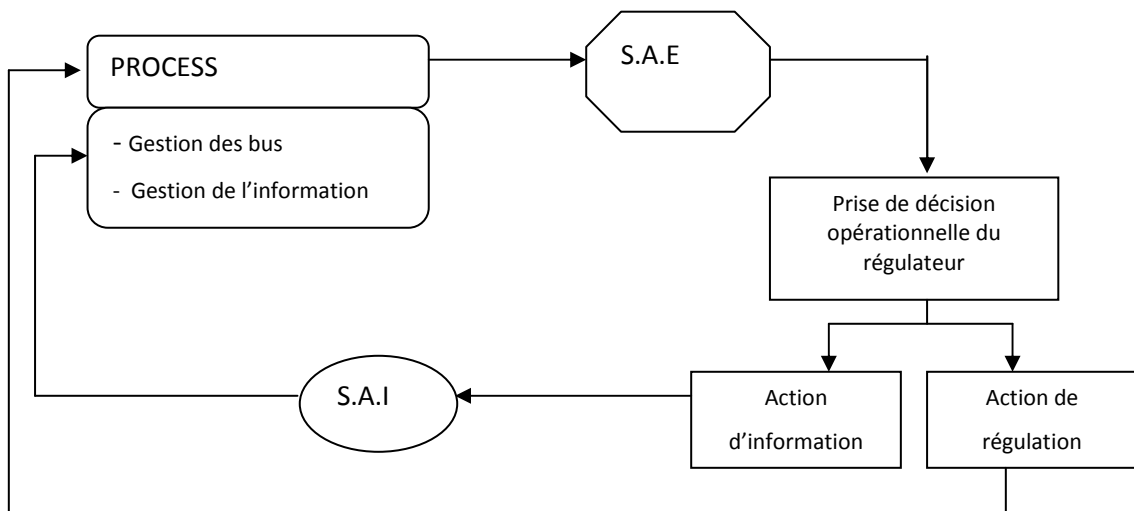 PROCESS
- Gestion des bus
- Gestion de l’information
S.A.E
Prise de décision
opérationnelle du
régulateur
S.A.I
Action
d’information
Action de
régulation